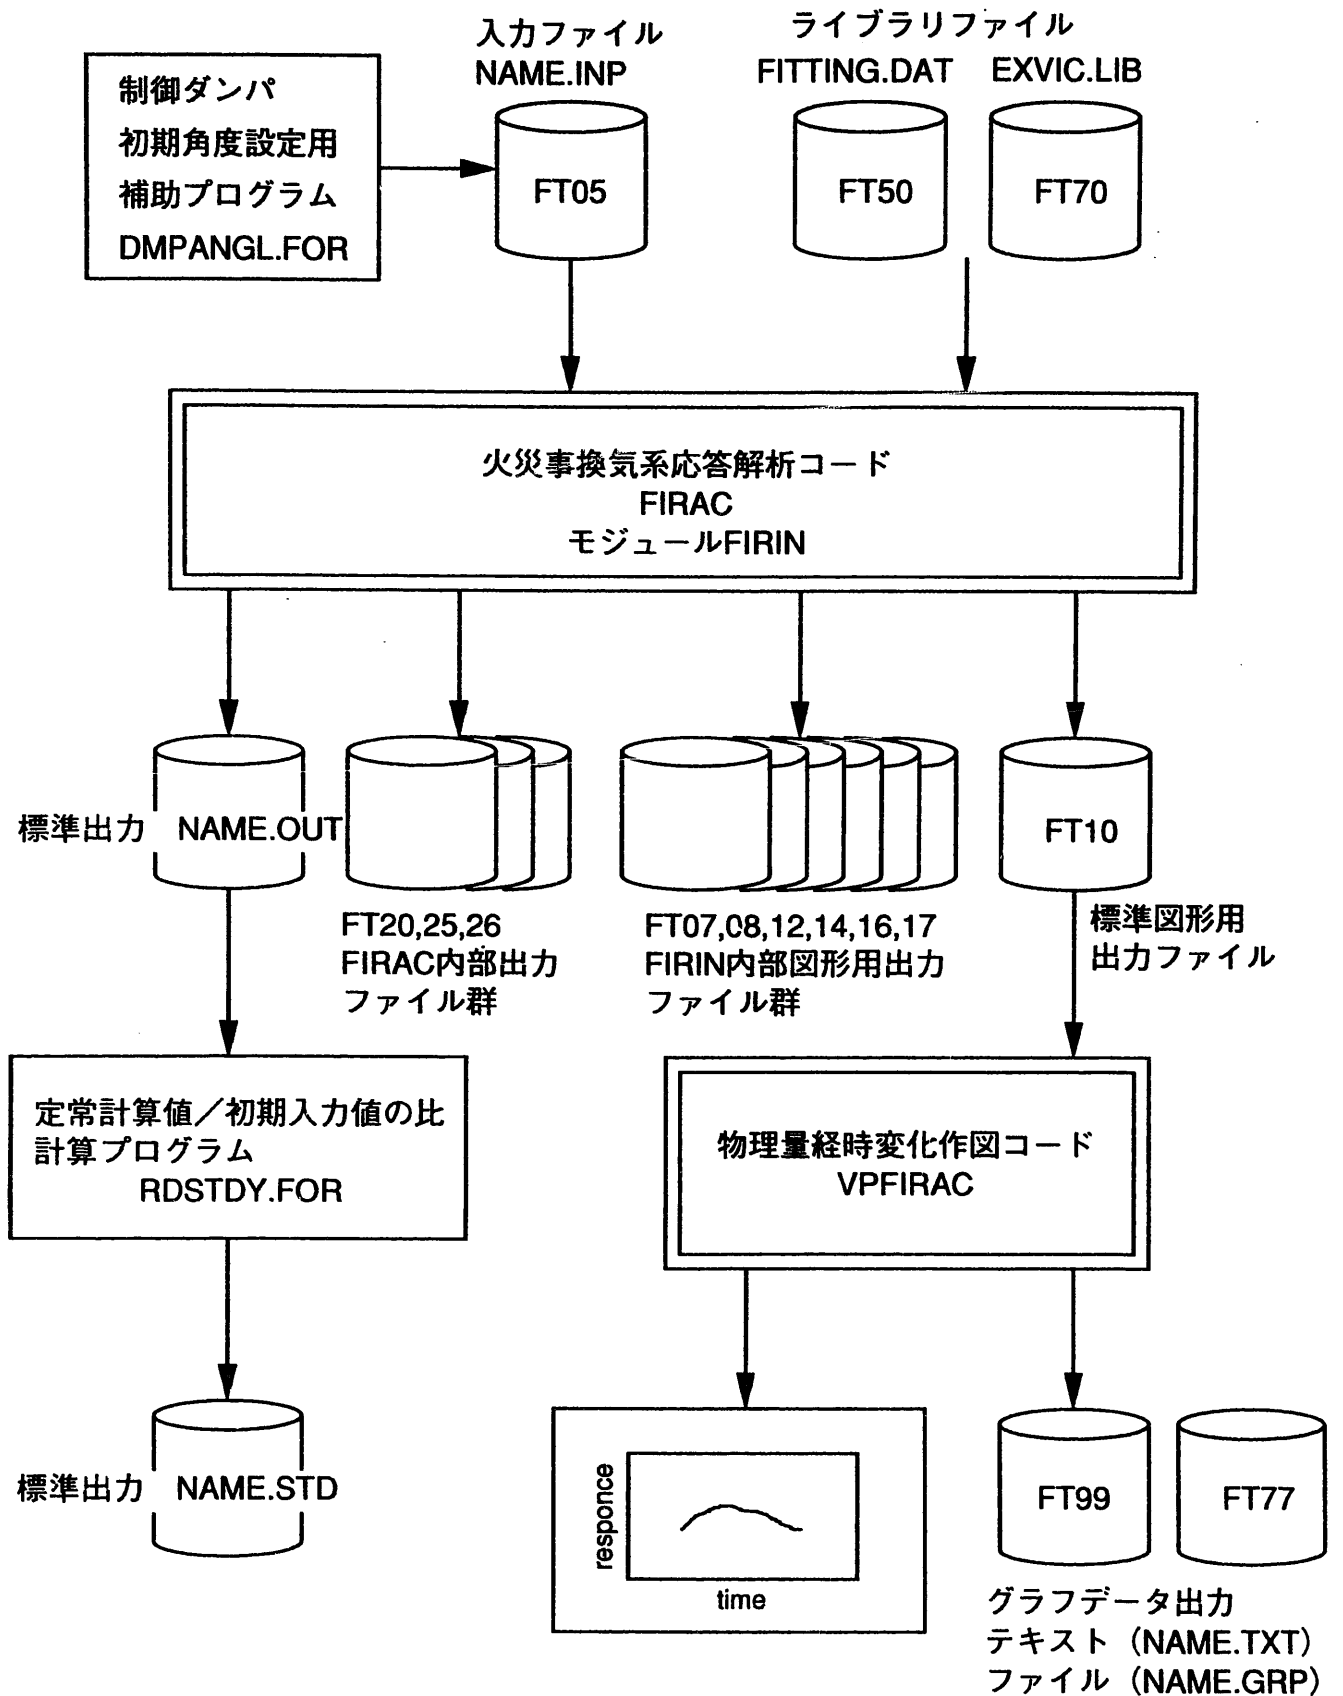 入力ファイル
NAME.INP
ライブラリファイル
FITTING.DAT
EXVIC.LIB
制御ダンパ
初期角度設定用
補助プログラム
DMPANGL.FOR
FT05
FT50
FT70
火災事換気系応答解析コード
FIRAC
モジュールFIRIN
標準出力
NAME.OUT
FT10
FT20,25,26
FIRAC内部出力
ファイル群
FT07,08,12,14,16,17
FIRIN内部図形用出力
ファイル群
標準図形用
出力ファイル
定常計算値／初期入力値の比
計算プログラム
RDSTDY.FOR
物理量経時変化作図コード
VPFIRAC
標準出力
NAME.STD
responce
time
FT99
FT77
グラフデータ出力
テキスト（NAME.TXT）
ファイル（NAME.GRP）